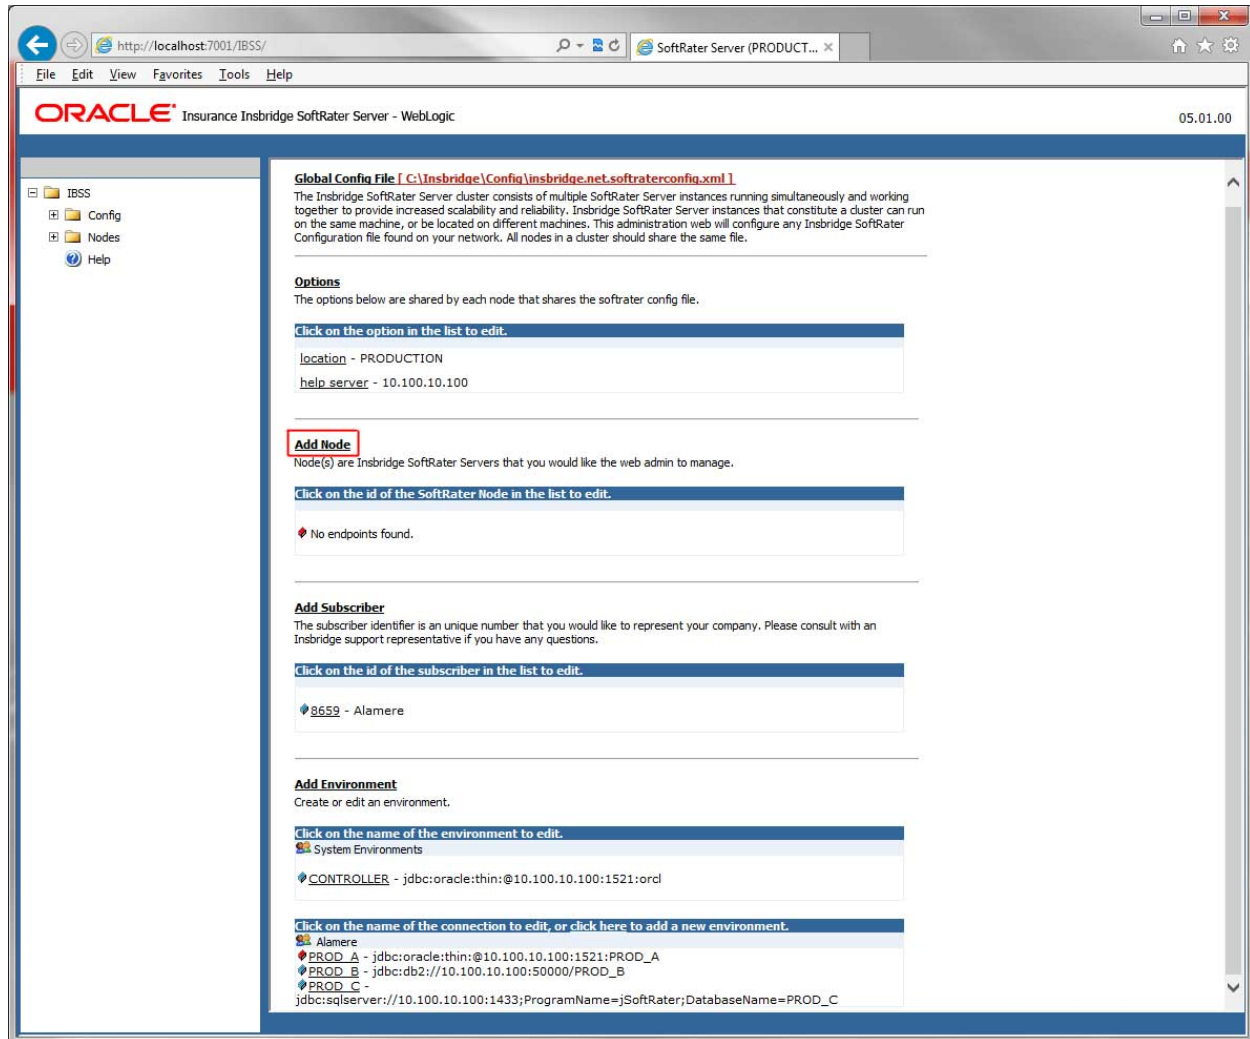 http://localhost:7001/IBSS/
SoftRater Server (PRODUCT...
File Edit View Favorites Tools Help
ORACLE Insurance Insbridge SoftRater Server - WebLogic
05.01.00
IBSS
Config
Nodes
Help
Global Config File [ C:\Insbridge\Config\insbridge.net.softraterconfig.xml ]
The Insbridge SoftRater Server cluster consists of multiple SoftRater Server instances running simultaneously and working
together to provide increased scalability and reliability. Insbridge SoftRater Server instances that constitute a cluster can run
on the same machine, or be located on different machines. This administration web will configure any Insbridge SoftRater
Configuration file found on your network. All nodes in a cluster should share the same file.
Options
The options below are shared by each node that shares the softrater config file.
Click on the option in the list to edit.
location - PRODUCTION
help server - 10.100.10.100
Add Node
Node(s) are Insbridge SoftRater Servers that you would like the web admin to manage.
Click on the id of the SoftRater Node in the list to edit.
No endpoints found.
Add Subscriber
The subscriber identifier is an unique number that you would like to represent your company. Please consult with an
Insbridge support representative if you have any questions.
Click on the id of the subscriber in the list to edit.
8659 - Alamere
Add Environment
Create or edit an environment.
Click on the name of the environment to edit.
System Environments
CONTROLLER - jdbc:oracle:thin:@10.100.10.100:1521:orcl
Click on the name of the connection to edit, or click here to add a new environment.
Alamere
PROD_A - jdbc:oracle:thin:@10.100.10.100:1521:PROD_A
PROD_B - jdbc:db2://10.100.10.100:50000/PROD_B
PROD_C -
jdbc:sqlserver://10.100.10.100:1433;ProgramName=jSoftRater;DatabaseName=PROD_C